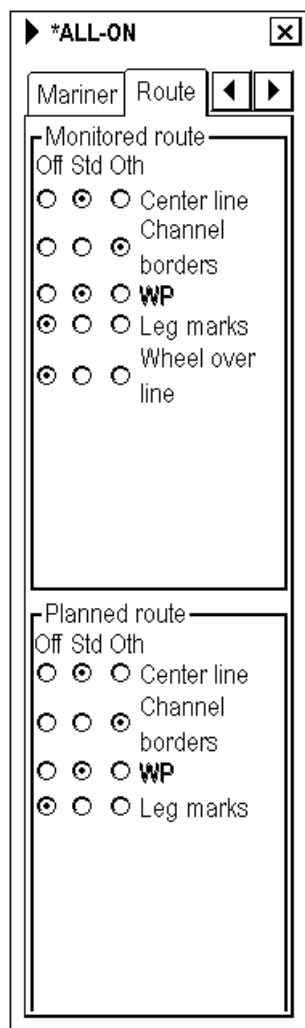 *ALL-ON
Mariner Route
Monitored route
Off Std Oth
Center line
Channel
borders
WP
Leg marks
Wheel over
line
Planned route
Off Std Oth
Center line
Channel
borders
WP
Leg marks